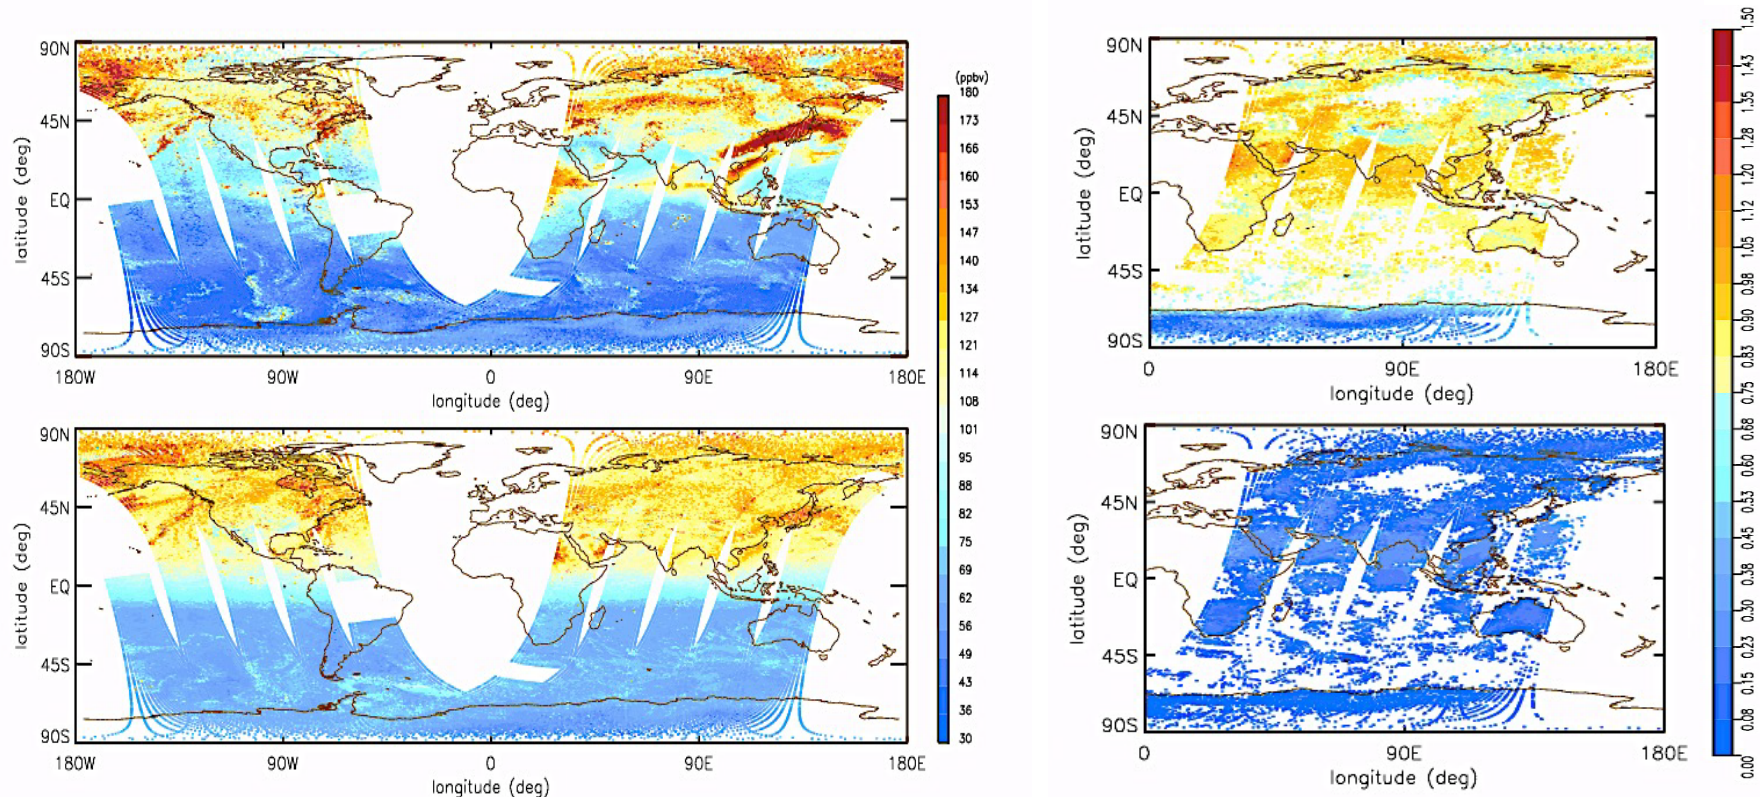 90N
45N
EQ
45S
90S
latitude (deg)
180W 90W 0 90E 180E
longitude (deg)
90N
45N
EQ
45S
90S
latitude (deg)
180W 90W 0 90E 180E
longitude (deg)
(ppbv)
180
173
166
160
153
147
140
134
127
121
114
108
101
95
88
82
75
69
62
56
49
43
36
30
90N
45N
EQ
45S
90S
latitude (deg)
0 90E 180E
longitude (deg)
90N
45N
EQ
45S
90S
latitude (deg)
0 90E 180E
longitude (deg)
1.50
1.43
1.35
1.28
1.20
1.12
1.05
0.98
0.90
0.83
0.75
0.68
0.60
0.53
0.45
0.38
0.30
0.23
0.15
0.08
0.00